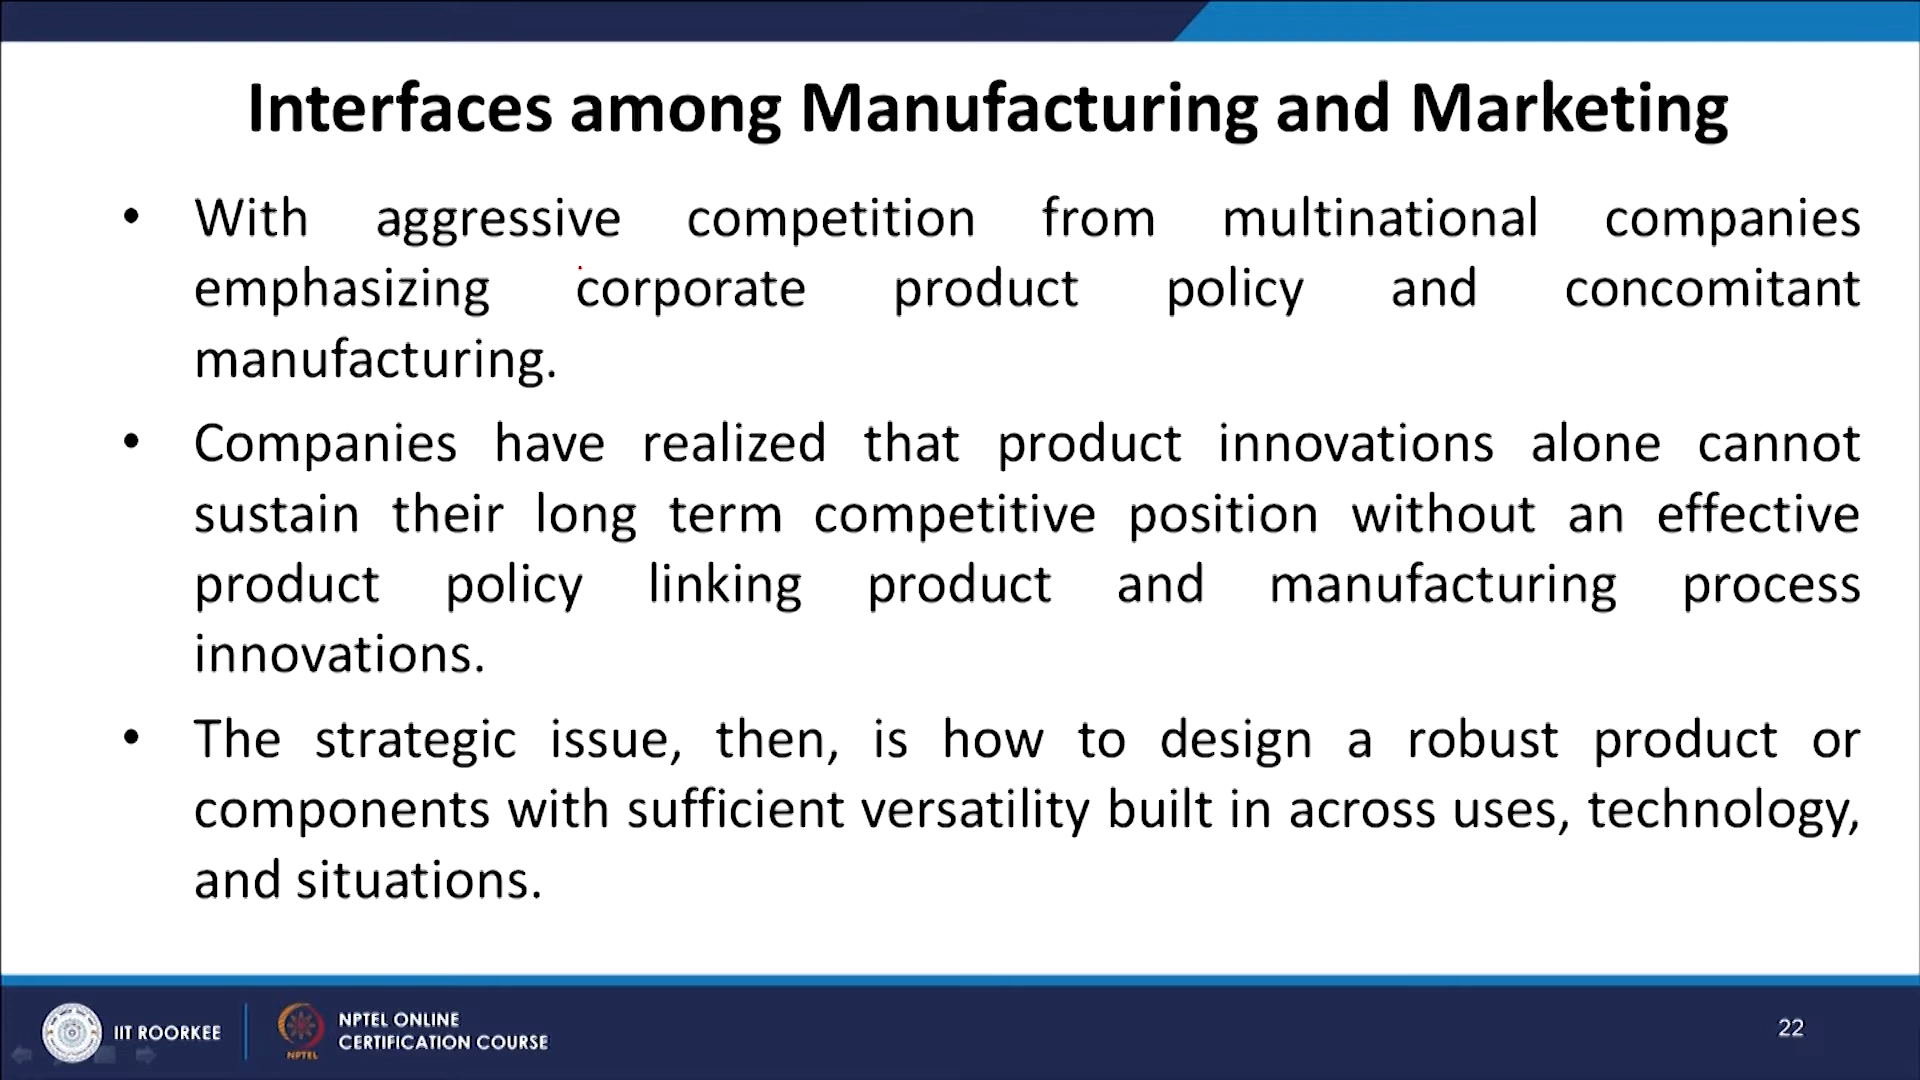 Interfaces among Manufacturing and Marketing
• With aggressive competition from multinational companies
emphasizing corporate product policy and concomitant
manufacturing.
• Companies have realized that product innovations alone cannot
sustain their long term competitive position without an effective
product policy linking product and manufacturing process
innovations.
• The strategic issue, then, is how to design a robust product or
components with sufficient versatility built in across uses, technology,
and situations.
IIT ROORKEE
NPTEL
NPTEL ONLINE
CERTIFICATION COURSE
22